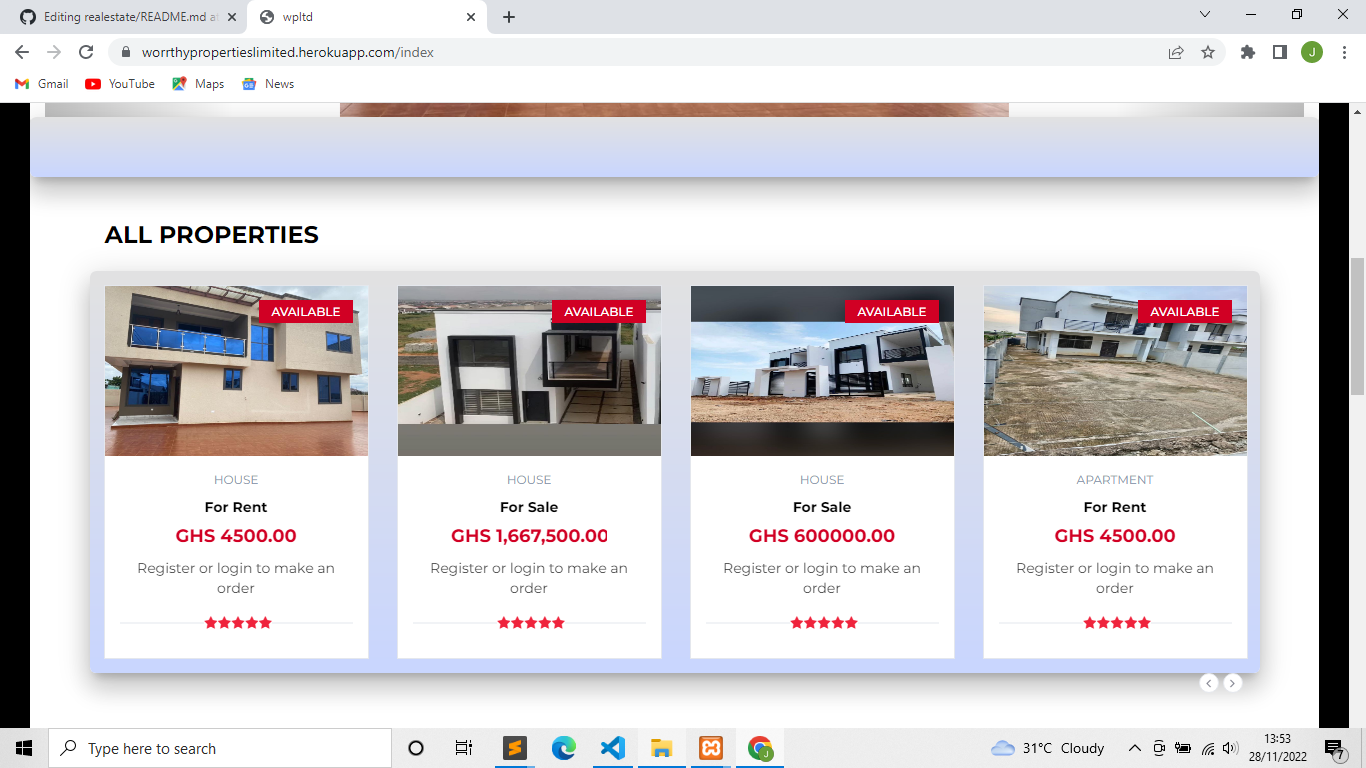 Editing realestate/README.md at
wpltd
worrthypropertieslimited.herokuapp.com/index
J
Gmail
YouTube
Maps
News
ALL PROPERTIES
AVAILABLE
AVAILABLE
AVAILABLE
AVAILABLE
HOUSE
For Rent
GHS 4500.00
Register or login to make an
order
HOUSE
For Sale
GHS 1,667,500.00
Register or login to make an
order
HOUSE
For Sale
GHS 600000.00
Register or login to make an
order
APARTMENT
For Rent
GHS 4500.00
Register or login to make an
order
Type here to search
31°C Cloudy
13:53
28/11/2022
7